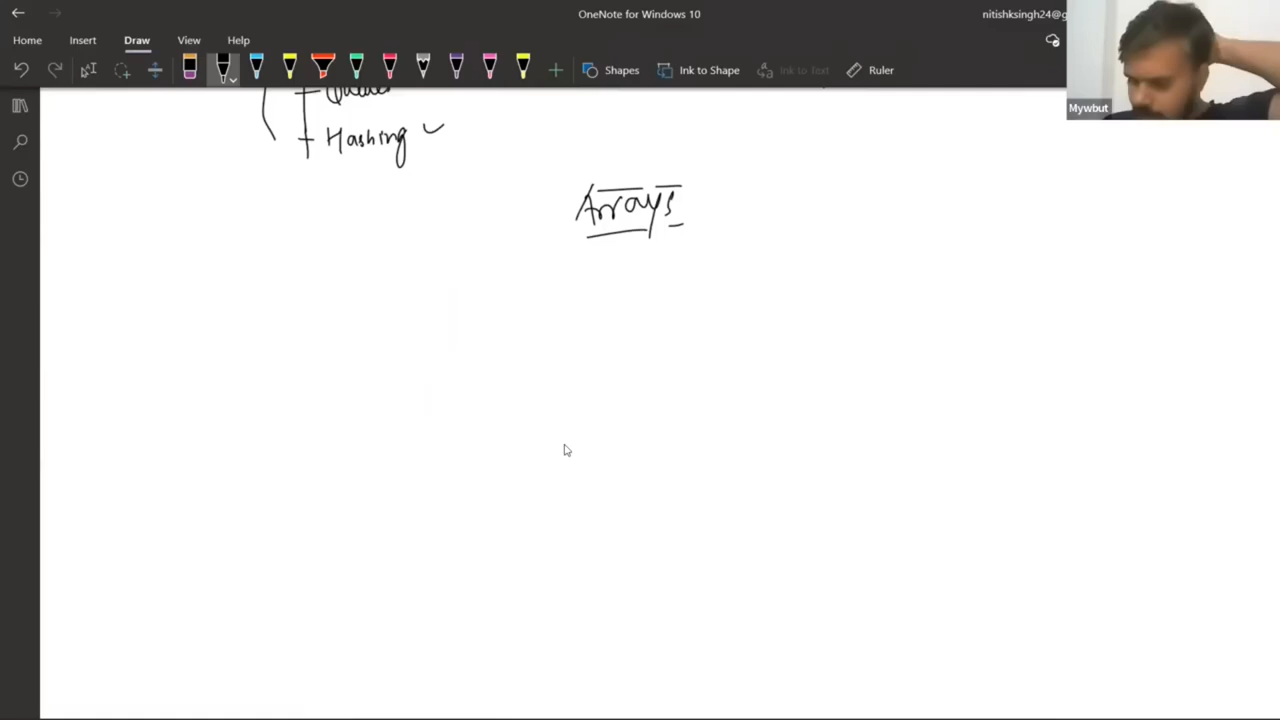 OneNote for Windows 10
nitishksingh24@g
Home Insert Draw View Help
Shapes Ink to Shape Ink to Text Ruler
Mywbut
Hashing
Arrays